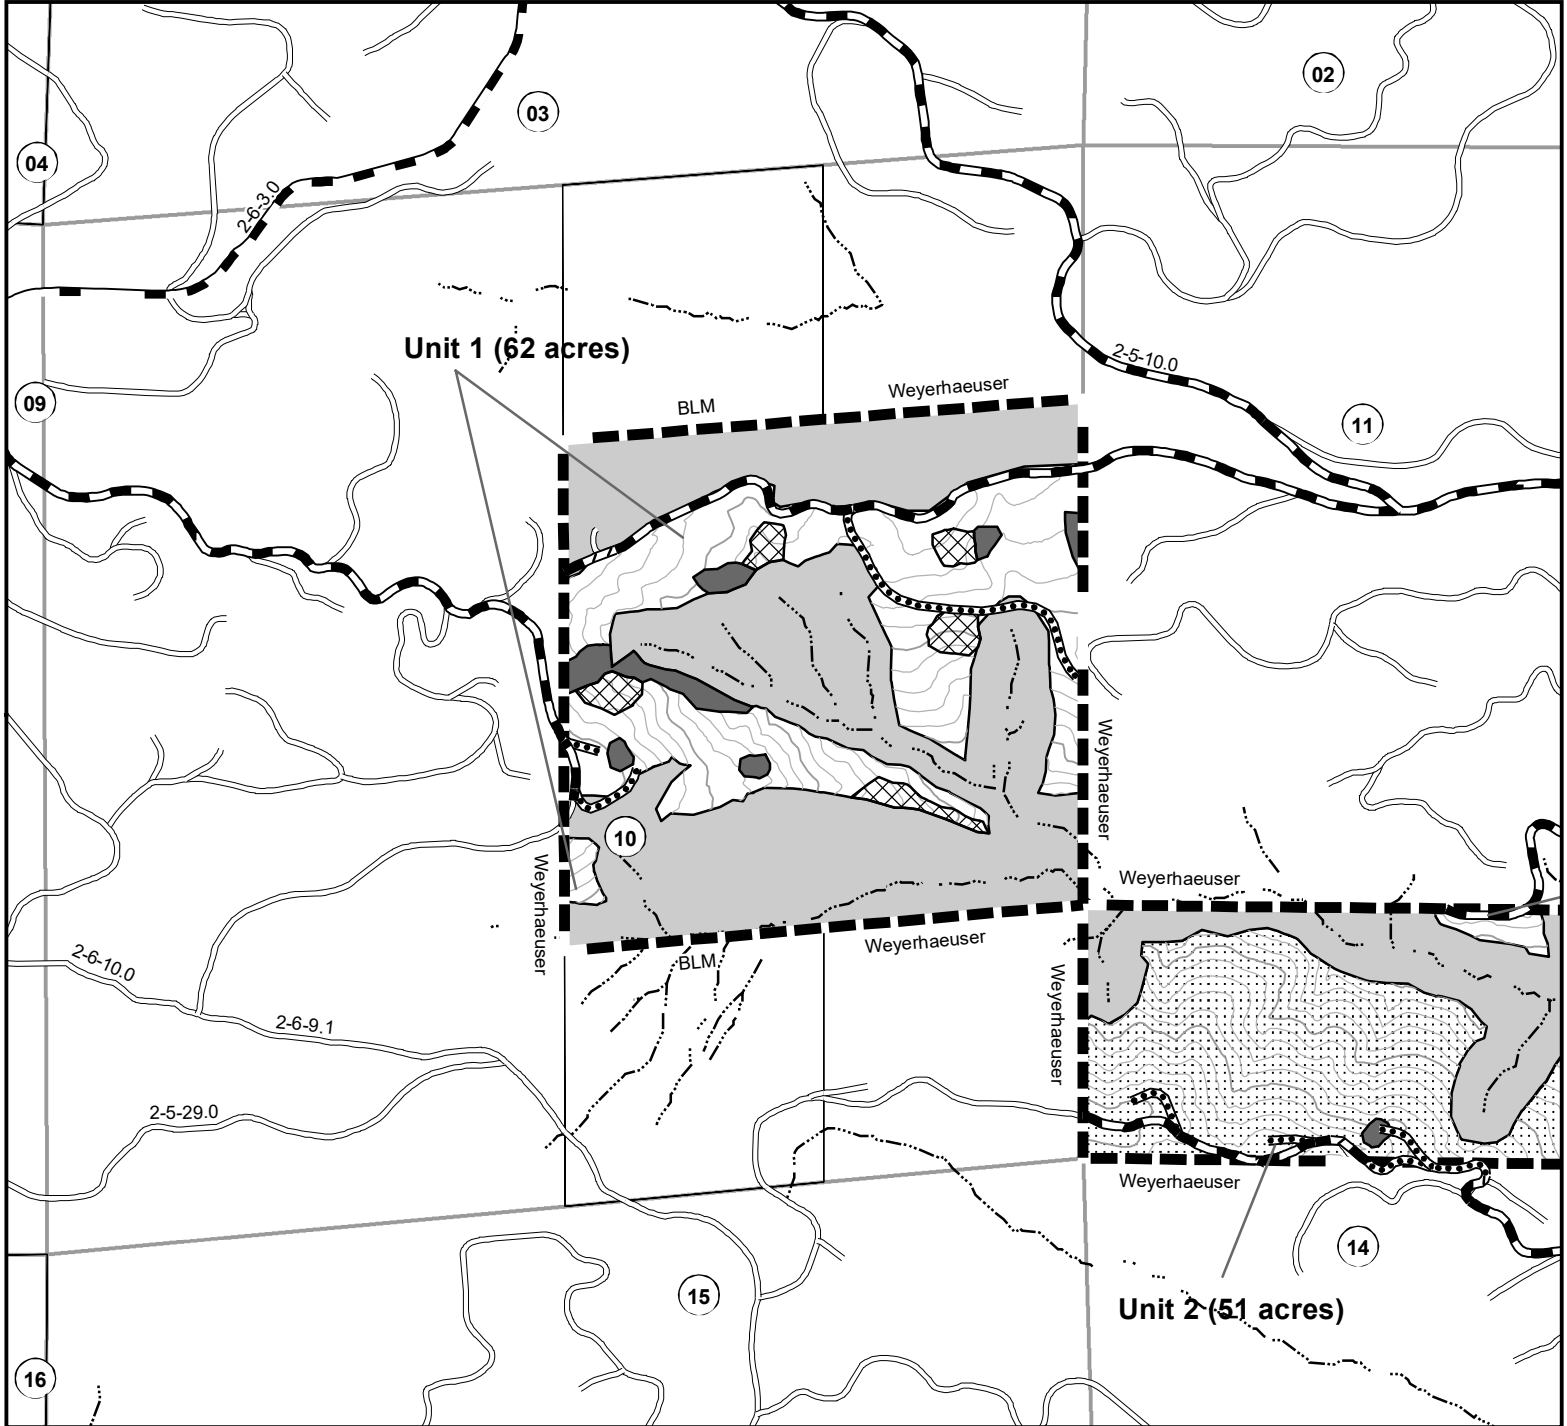 02
03
04
2-6-3.0
Unit 1 (62 acres)
2-5-10.0
Weyerhaeuser
BLM
09
11
Weyerhaeuser
10
Weyerhaeuser
Weyerhaeuser
Weyerhaeuser
BLM
2-6-10.0
Weyerhaeuser
2-6-9.1
2-5-29.0
Weyerhaeuser
14
15
Unit 2 (51 acres)
16